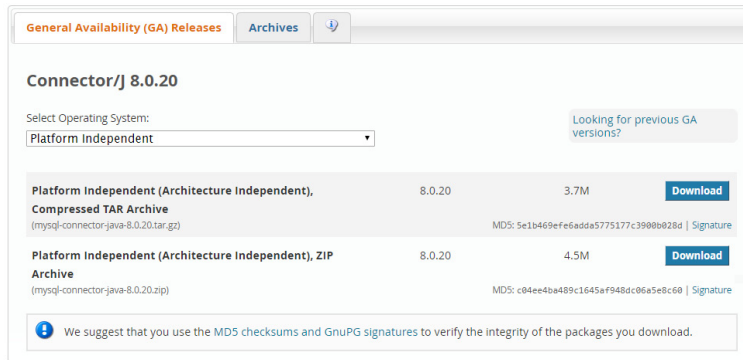 General Availability (GA) Releases
Archives
Connector/J 8.0.20
Select Operating System:
Looking for previous GA
versions?
Platform Independent
Platform Independent (Architecture Independent),
Compressed TAR Archive
8.0.20
3.7M
Download
(mysql-connector-java-8.0.20.tar.gz)
MD5: 5e1b469efe6adda5775177c3900b028d | Signature
Platform Independent (Architecture Independent), ZIP
Archive
8.0.20
4.5M
Download
(mysql-connector-java-8.0.20.zip)
MD5: c04ee4ba489c1645af948dc06a5e8c60 | Signature
We suggest that you use the MD5 checksums and GnuPG signatures to verify the integrity of the packages you download.